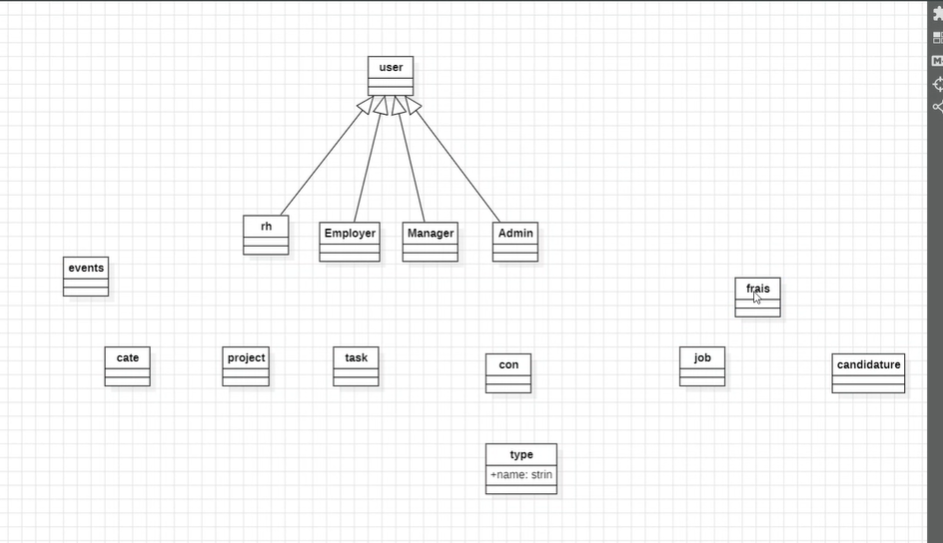 user
rh
Employer
Manager
Admin
events
frais
cate
project
task
con
job
candidature
type
+name: strin